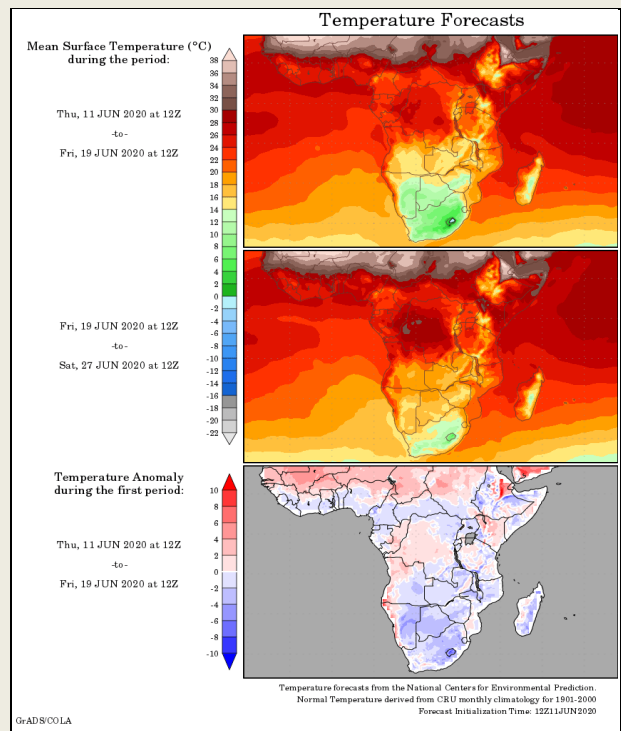 Temperature Forecasts
Mean Surface Temperature (°C)
during the period:
Thu, 11 JUN 2020 at 12Z
-to-
Fri, 19 JUN 2020 at 12Z
38
36
34
32
30
28
26
24
22
20
18
16
14
12
10
8
6
4
2
0
-2
-4
-6
-8
-10
-12
-14
-16
-18
-20
-22
Fri, 19 JUN 2020 at 12Z
-to-
Sat, 27 JUN 2020 at 12Z
Temperature Anomaly
during the first period:
Thu, 11 JUN 2020 at 12Z
-to-
Fri, 19 JUN 2020 at 12Z
10
8
6
4
2
0
-2
-4
-6
-8
-10
Temperature forecasts from the National Centers for Environmental Prediction.
Normal Temperature derived from CRU monthly climatology for 1901-2000
Forecast Initialization Time: 12Z11JUN2020
GrADS/COLA